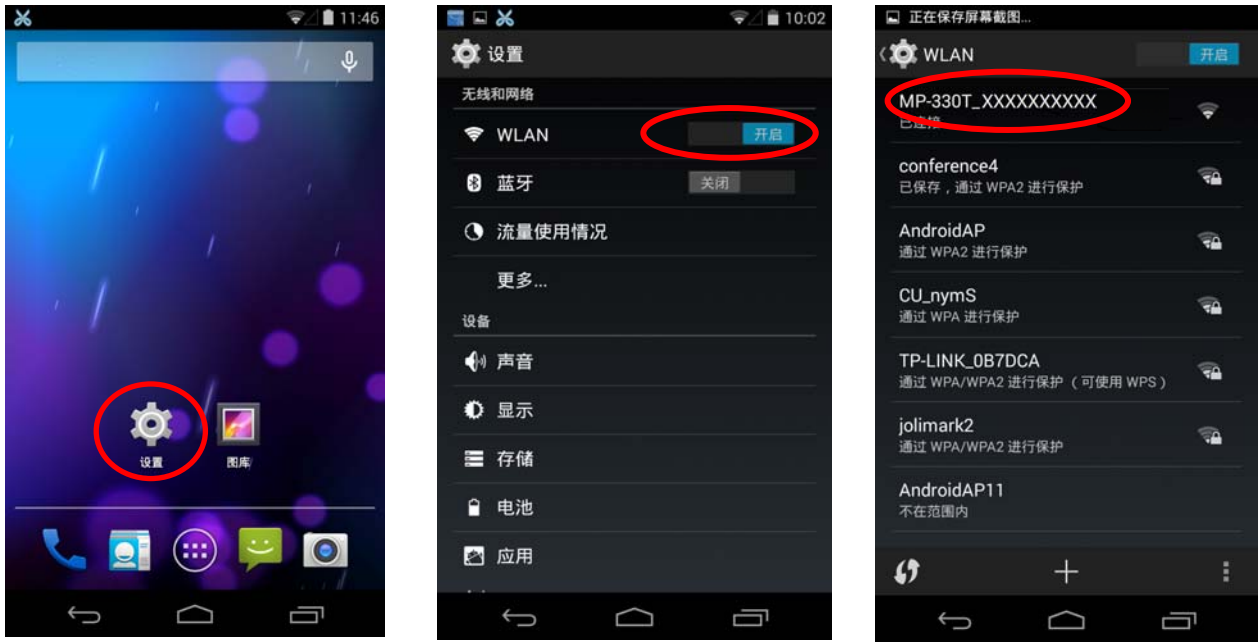 11:46
设置
图库
10:02
设置
无线和网络
WLAN
开启
蓝牙
关闭
流量使用情况
更多...
设备
声音
显示
存储
电池
应用
正在保存屏幕截图...
WLAN
开启
MP-330T_XXXXXXXXXX
已连接
conference4
已保存，通过 WPA2 进行保护
AndroidAP
通过 WPA2 进行保护
CU_nymS
通过 WPA 进行保护
TP-LINK_0B7DCA
通过 WPA/WPA2 进行保护 （可使用 WPS）
jolimark2
通过 WPA/WPA2 进行保护
AndroidAP11
不在范围内